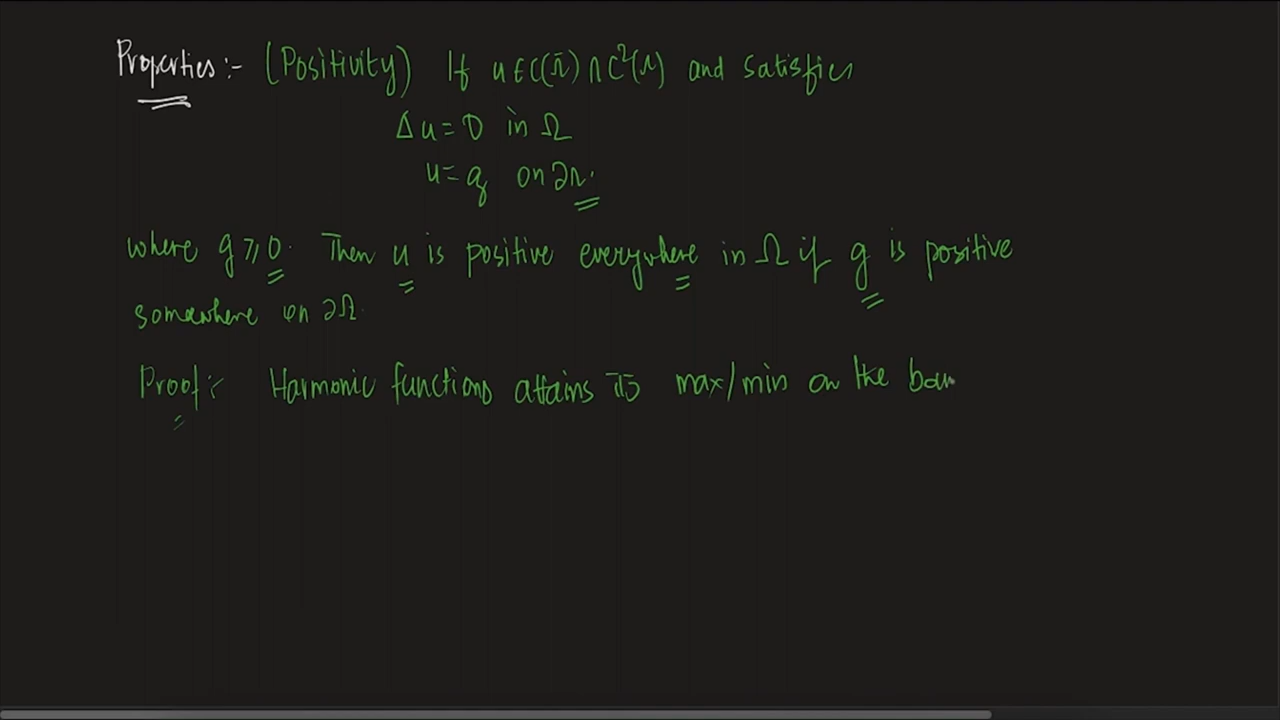 Properties:- (Positivity) If u∈C(Ω̄)∩C²(Ω) and satisfies
Δu=0 in Ω
u=g on ∂Ω.
where g⩾0. Then u is positive everywhere in Ω if g is positive
somewhere on ∂Ω.
Proof:- Harmonic functions attains its max/min on the boun